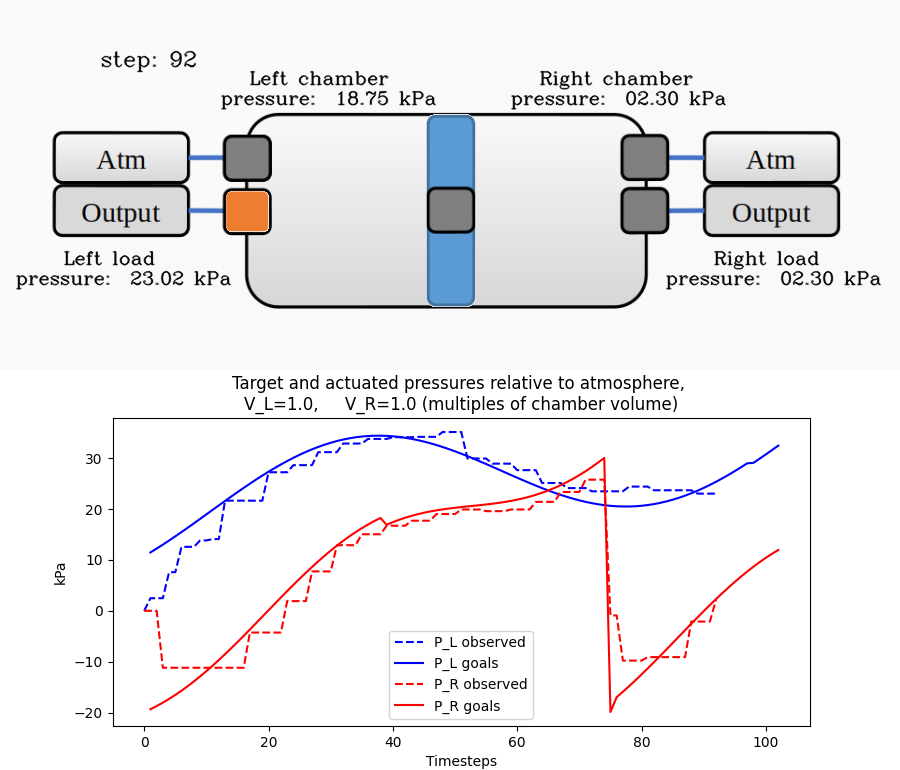 step: 92
Left chamber
pressure: 18.75 kPa
Right chamber
pressure: 02.30 kPa
Atm
Output
Atm
Output
Left load
pressure: 23.02 kPa
Right load
pressure: 02.30 kPa
Target and actuated pressures relative to atmosphere,
V_L=1.0, V_R=1.0 (multiples of chamber volume)
kPa
30
20
10
0
−10
−20
P_L observed
P_L goals
P_R observed
P_R goals
0 20 40 60 80 100
Timesteps